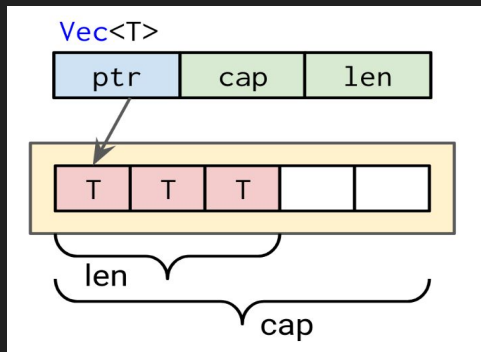 Vec<T>
ptr cap len
T T T
len
cap